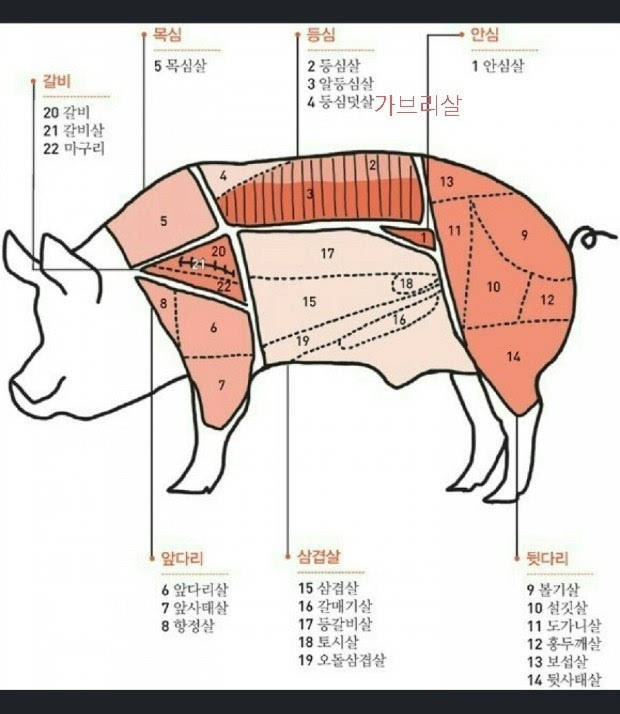 목심
5 목심살
등심
2 등심살
3 알등심살
4 등심덧살가브리살
안심
1 안심살
갈비
20 갈비
21 갈비살
22 마구리
4
2
3
13
5
11
9
1
20
21
22
17
18
10
12
8
6
15
16
19
14
7
앞다리
6 앞다리살
7 앞사태살
8 항정살
삼겹살
15 삼겹살
16 갈매기살
17 등갈비살
18 토시살
19 오돌삼겹살
뒷다리
9 볼기살
10 설깃살
11 도가니살
12 홍두깨살
13 보섭살
14 뒷사태살